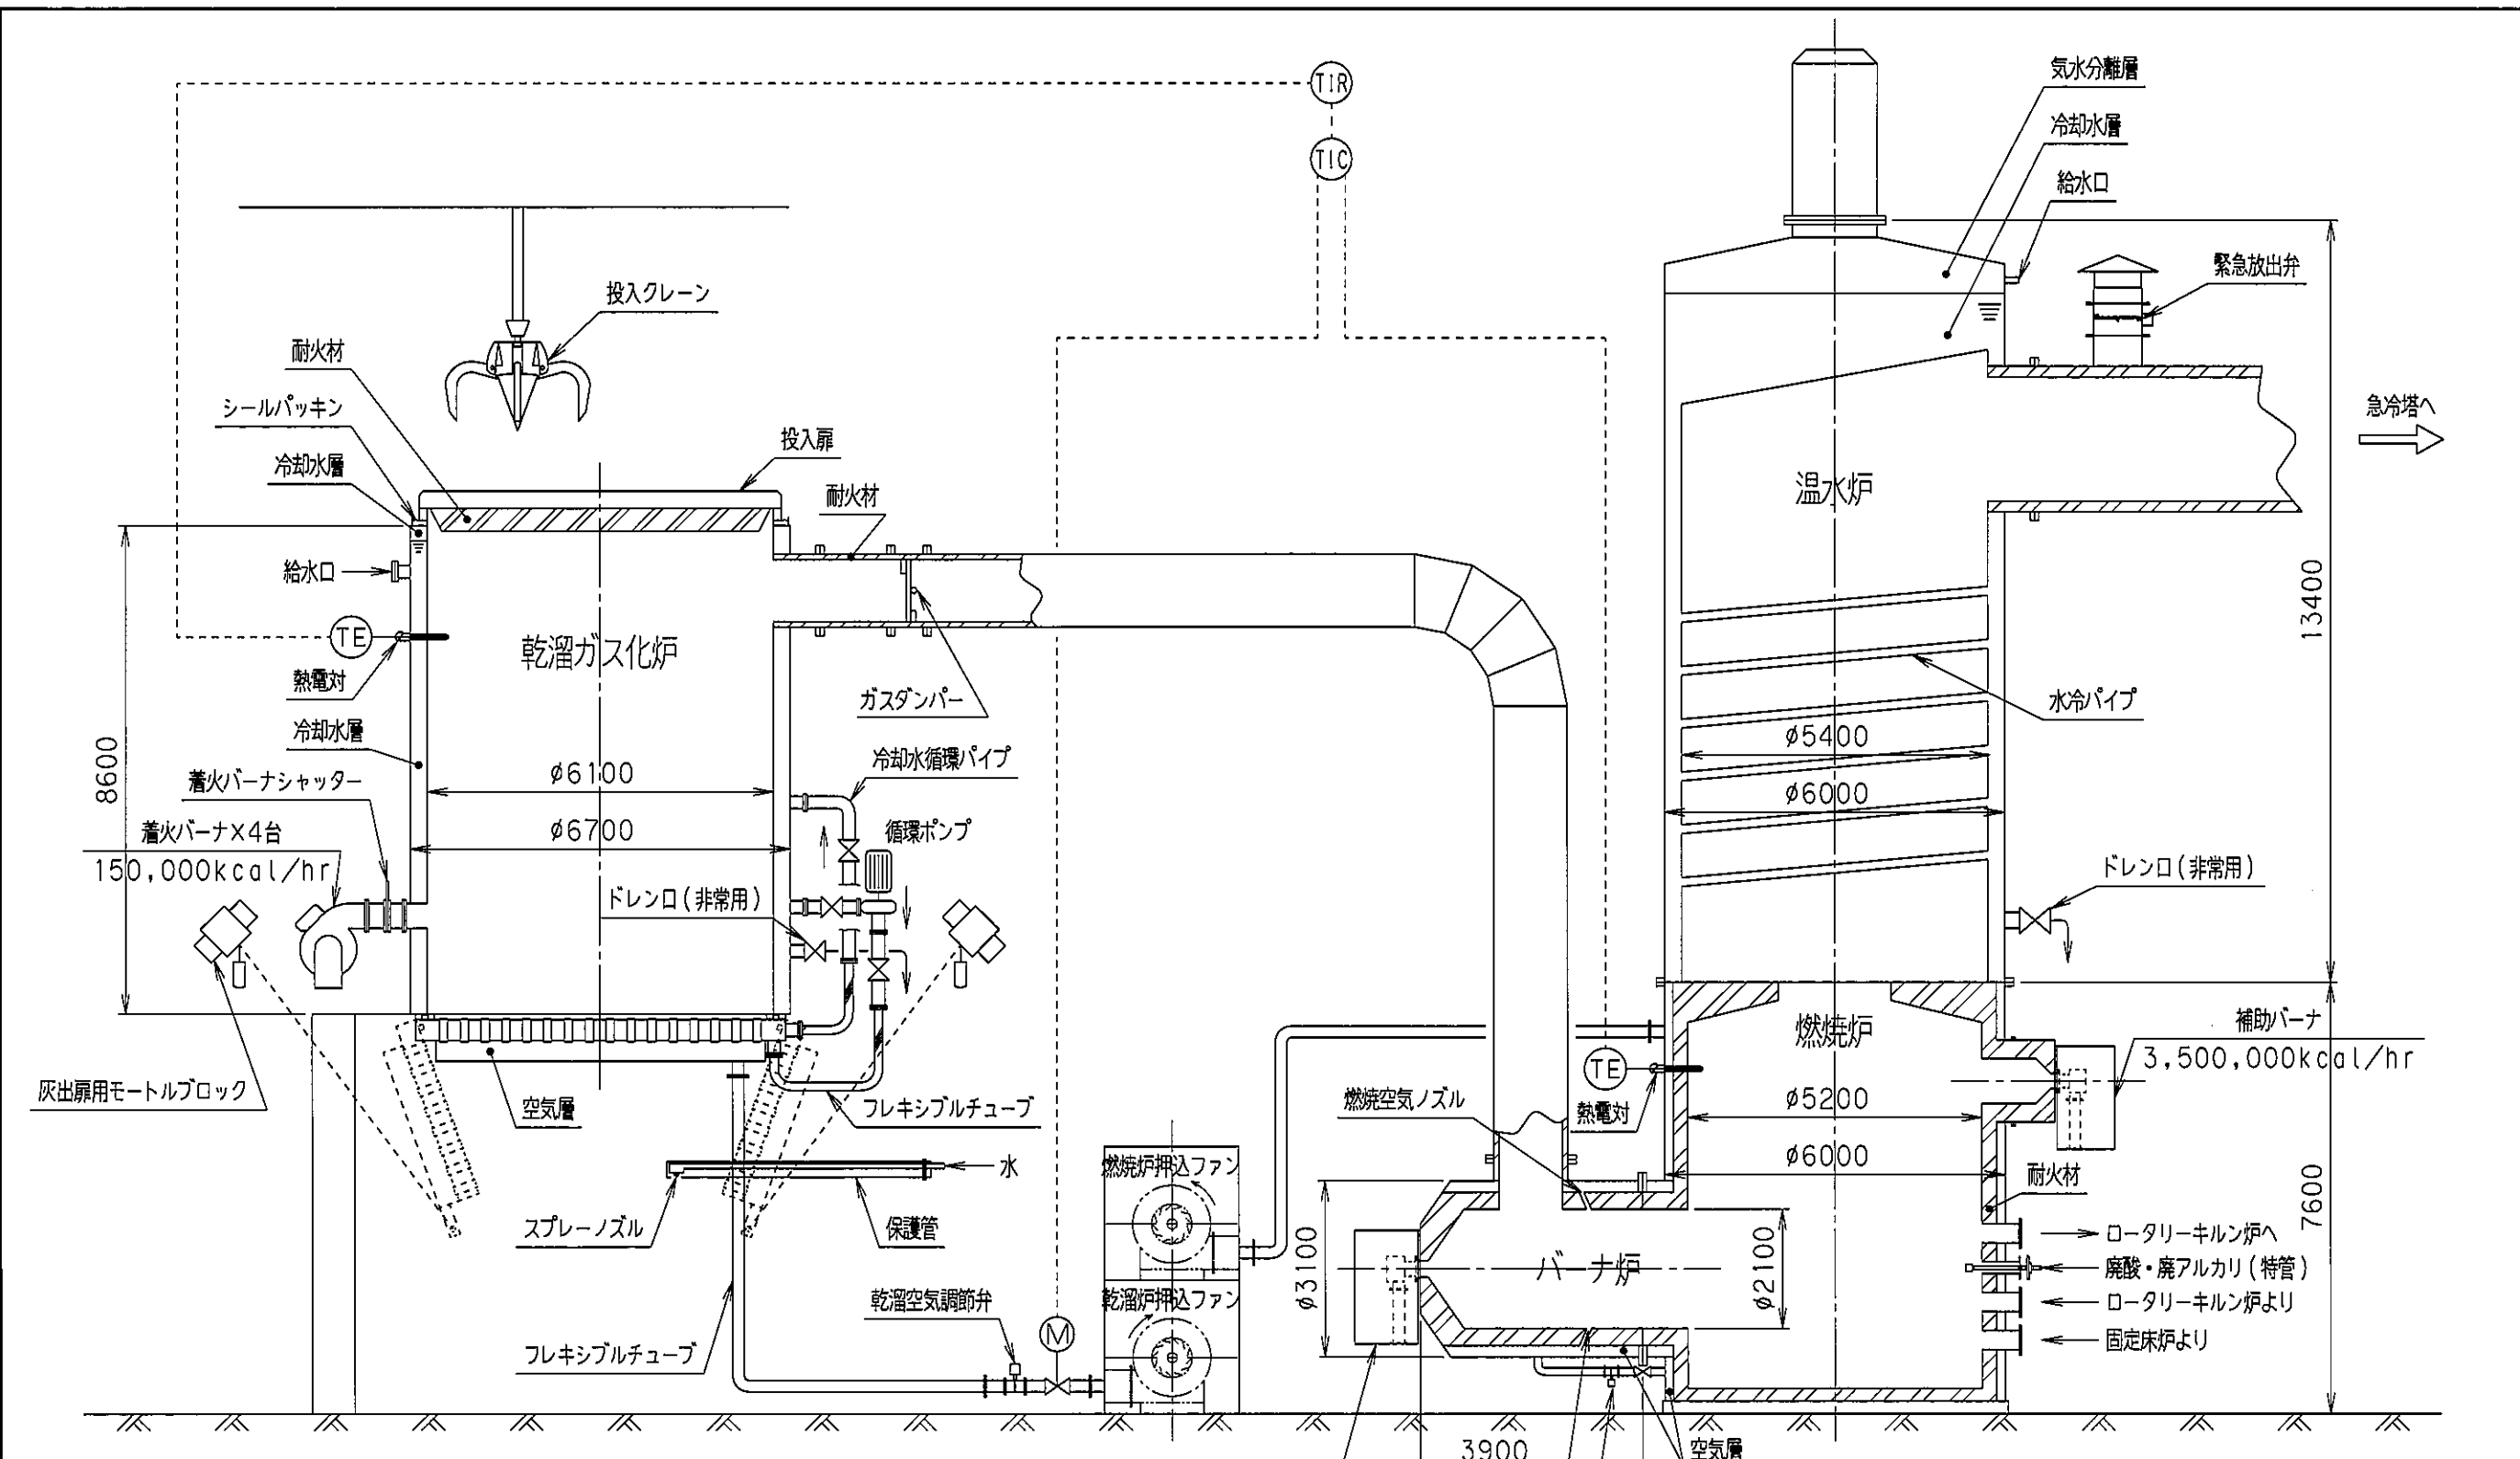 TIR
TIC
気水分離層
冷却水層
給水口
緊急放出弁
急冷塔へ
投入クレーン
耐火材
シールパッキン
冷却水層
投入扉
耐火材
給水口
TE
熱電対
乾溜ガス化炉
ガスダンパー
温水炉
13400
水冷パイプ
冷却水層
8600
着火バーナシャッター
着火バーナ×4台
150,000kcal/hr
φ6100
φ6700
冷却水循環パイプ
循環ポンプ
ドレン口(非常用)
φ5400
φ6000
ドレン口(非常用)
灰出扉用モートルブロック
空気層
フレキシブルチューブ
水
スプレーノズル
保護管
フレキシブルチューブ
乾溜空気調節弁
M
燃焼炉押込ファン
乾溜炉押込ファン
燃焼空気ノズル
TE
熱電対
燃焼炉
補助バーナ
3,500,000kcal/hr
φ5200
φ6000
耐火材
7600
φ3100
バーナ炉
φ2100
ロータリーキルン炉へ
廃酸・廃アルカリ(特管)
ロータリーキルン炉より
固定床炉より
3900
空気層